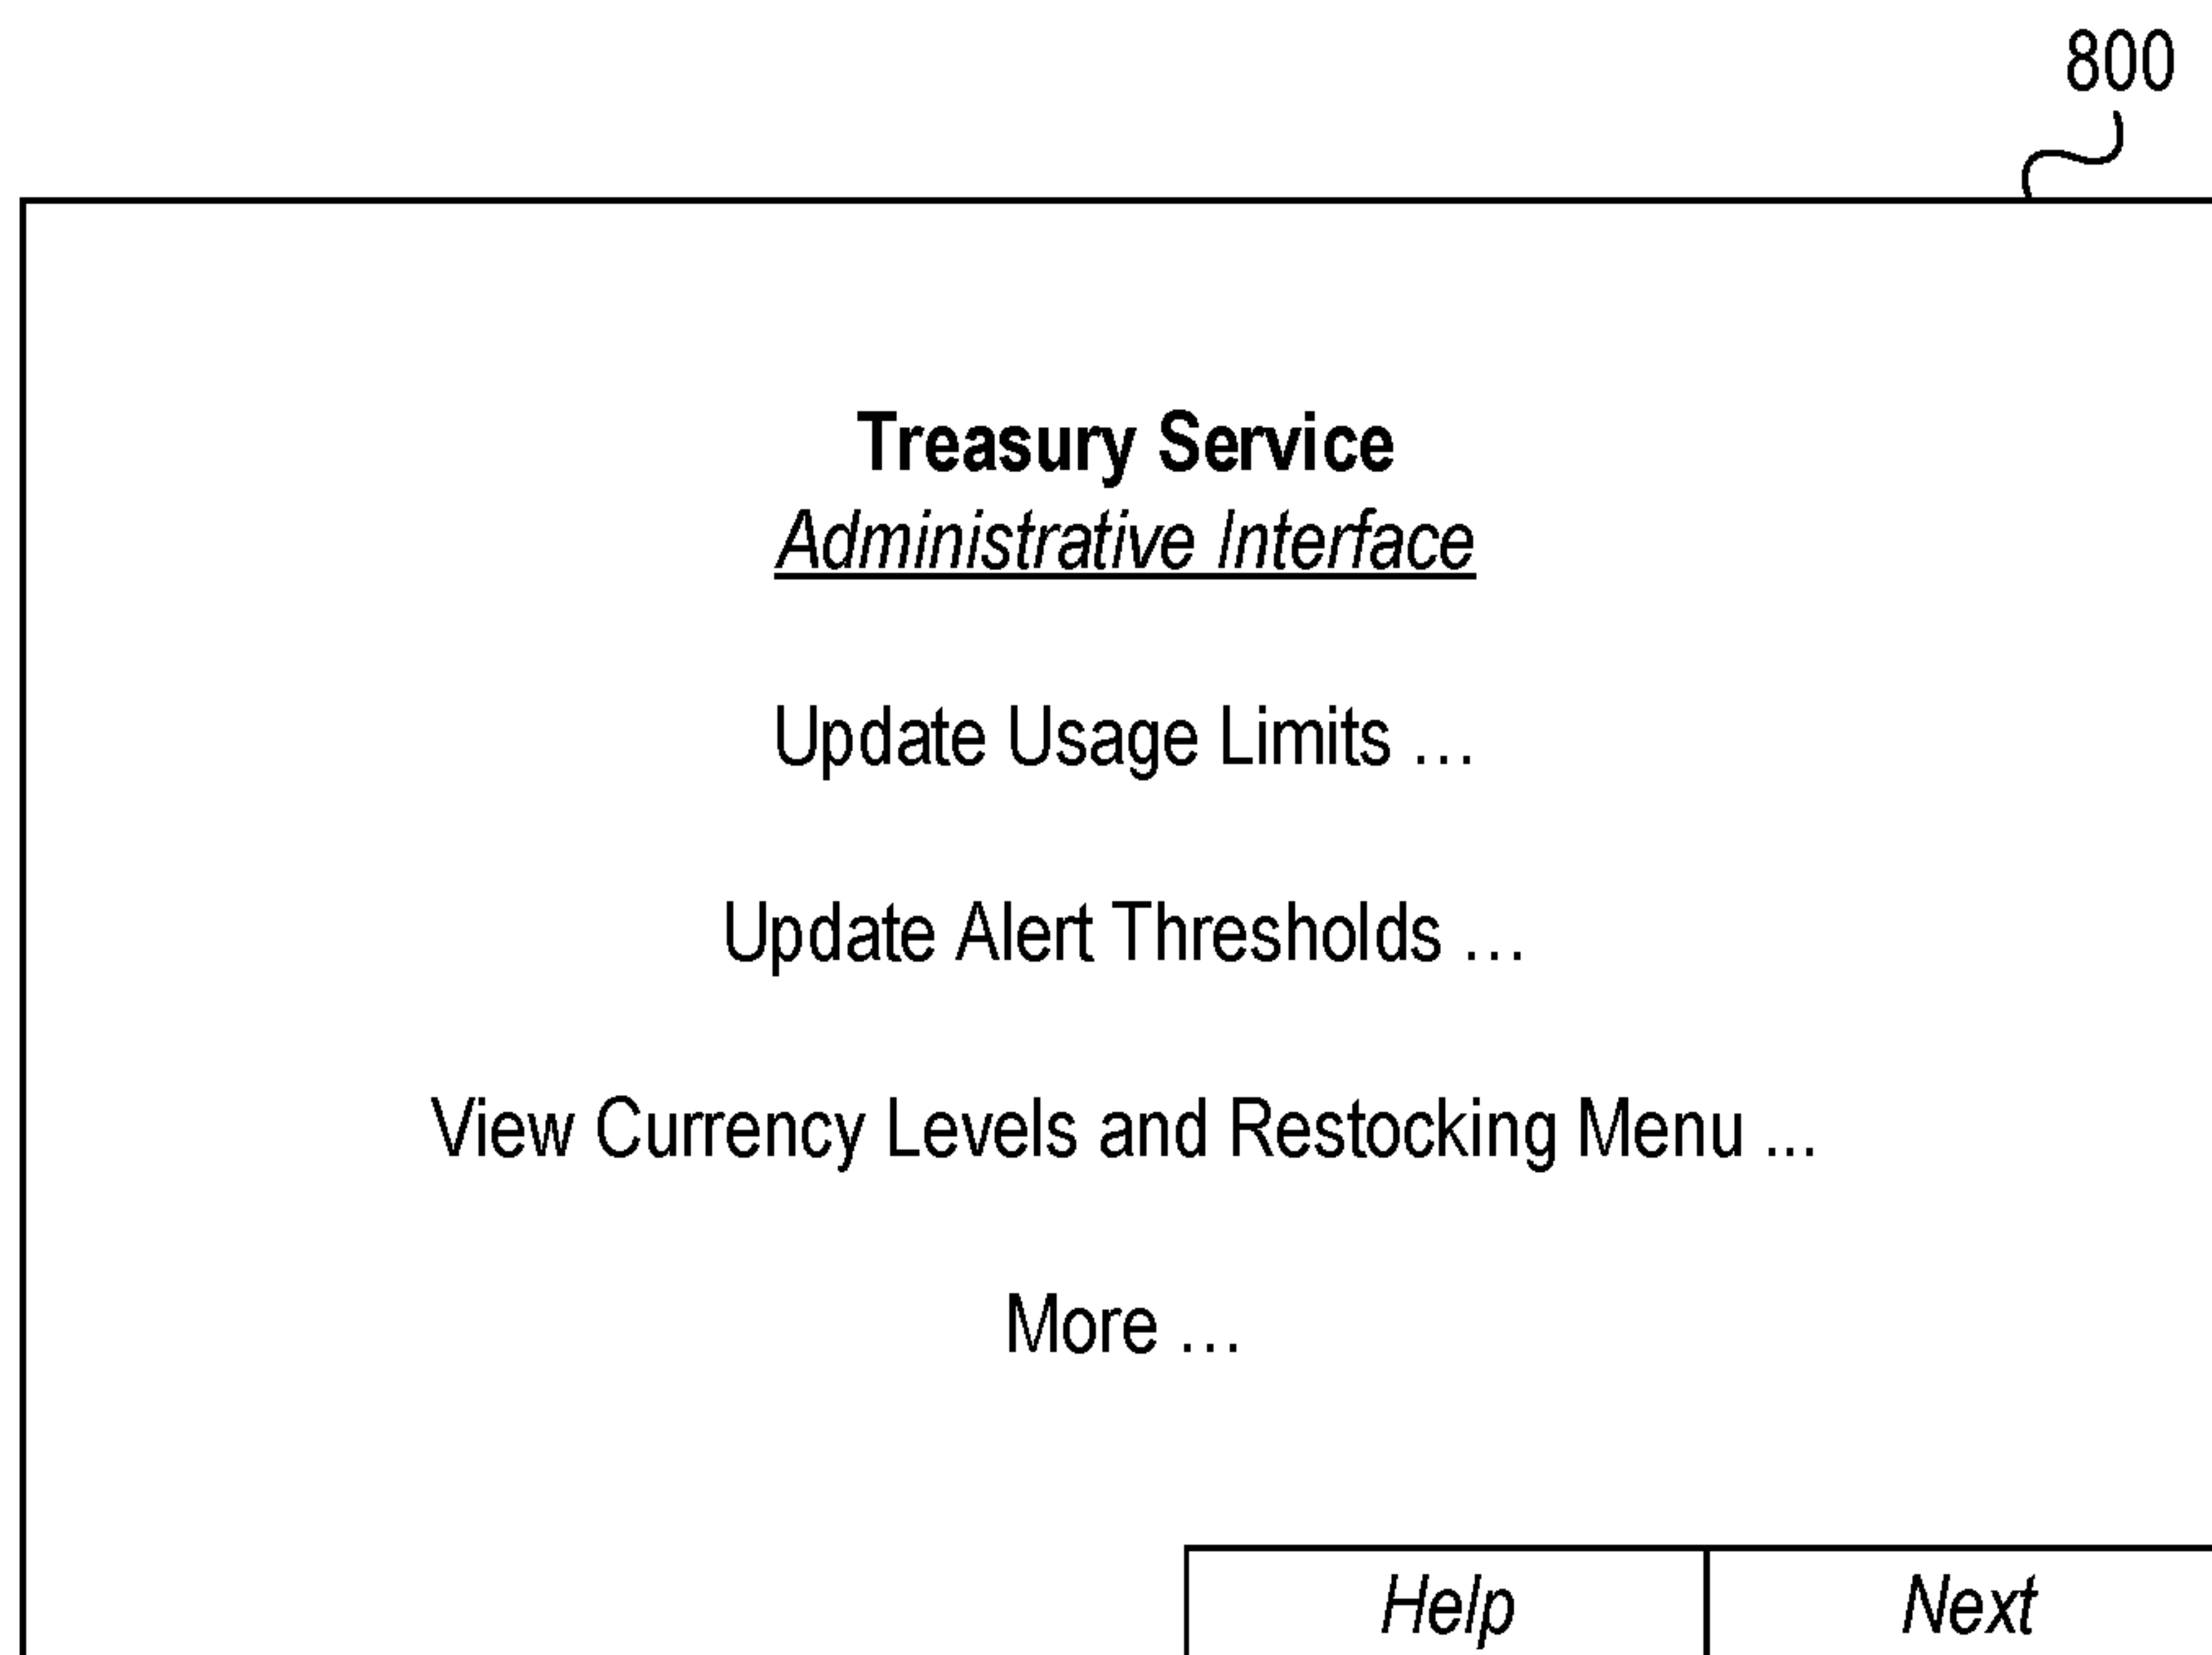 800
Treasury Service
Administrative Interface
Update Usage Limits ...
Update Alert Thresholds ...
View Currency Levels and Restocking Menu ...
More ...
Help Next